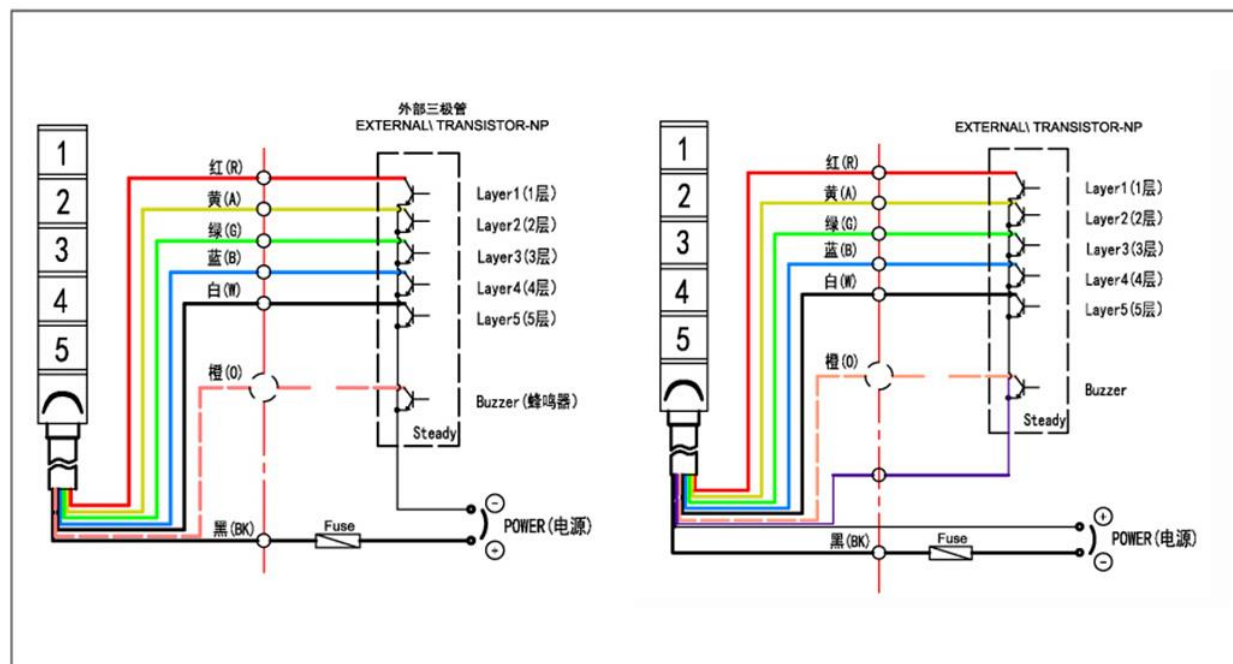 外部三极管
EXTERNAL\ TRANSISTOR-NP
1
2
3
4
5
红(R)
黄(A)
绿(G)
蓝(B)
白(W)
橙(O)
黑(BK)
Layer1(1层)
Layer2(2层)
Layer3(3层)
Layer4(4层)
Layer5(5层)
Buzzer(蜂鸣器)
Steady
Fuse
−
POWER(电源)
+
EXTERNAL\ TRANSISTOR-NP
1
2
3
4
5
红(R)
黄(A)
绿(G)
蓝(B)
白(W)
橙(O)
黑(BK)
Layer1(1层)
Layer2(2层)
Layer3(3层)
Layer4(4层)
Layer5(5层)
Buzzer
Steady
Fuse
+
POWER(电源)
−